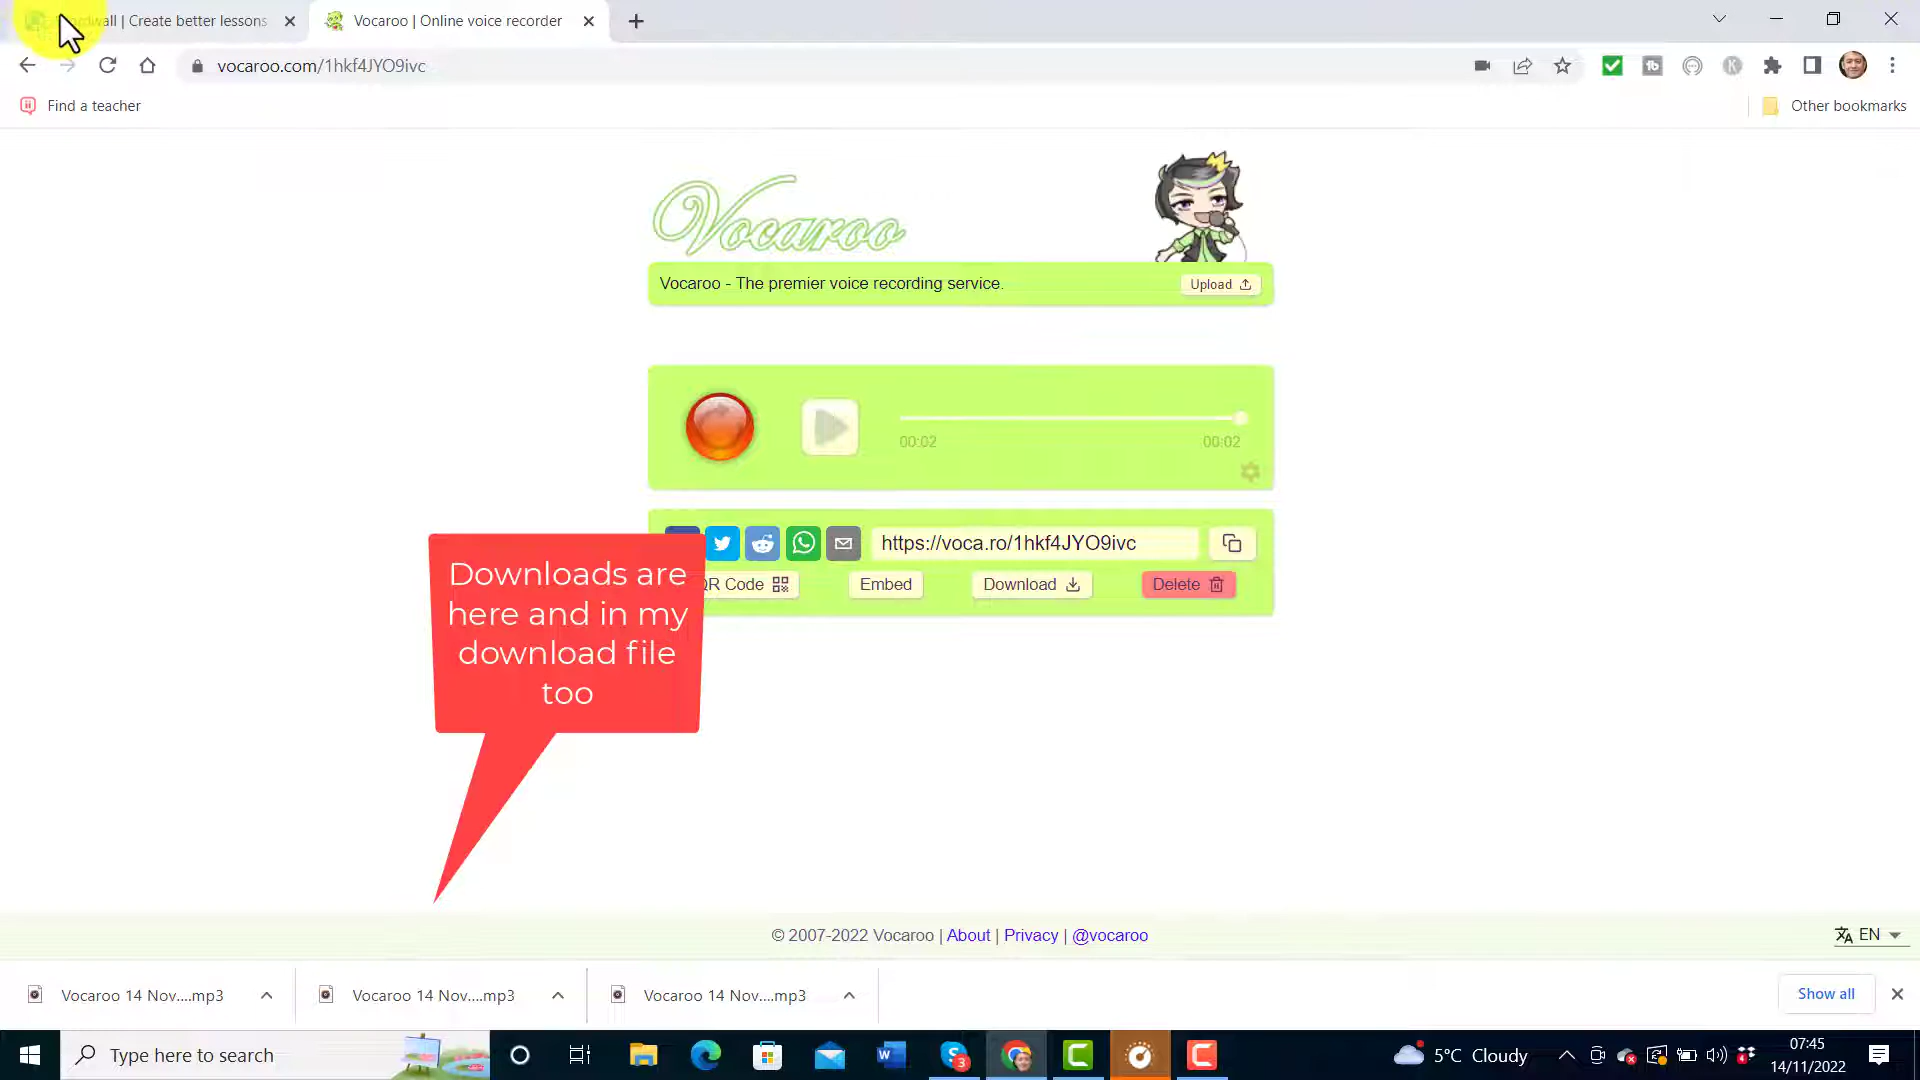 | Create better lessons
Vocaroo | Online voice recorder
vocaroo.com/1hkf4JYO9ivc
Find a teacher
Other bookmarks
Vocaroo
Vocaroo - The premier voice recording service.
Upload
00:02
00:02
https://voca.ro/1hkf4JYO9ivc
QR Code
Embed
Download
Delete
Downloads are
here and in my
download file
too
© 2007-2022 Vocaroo | About | Privacy | @vocaroo
EN
Vocaroo 14 Nov....mp3
Vocaroo 14 Nov....mp3
Vocaroo 14 Nov....mp3
Show all
Type here to search
3
5°C Cloudy
07:45
14/11/2022